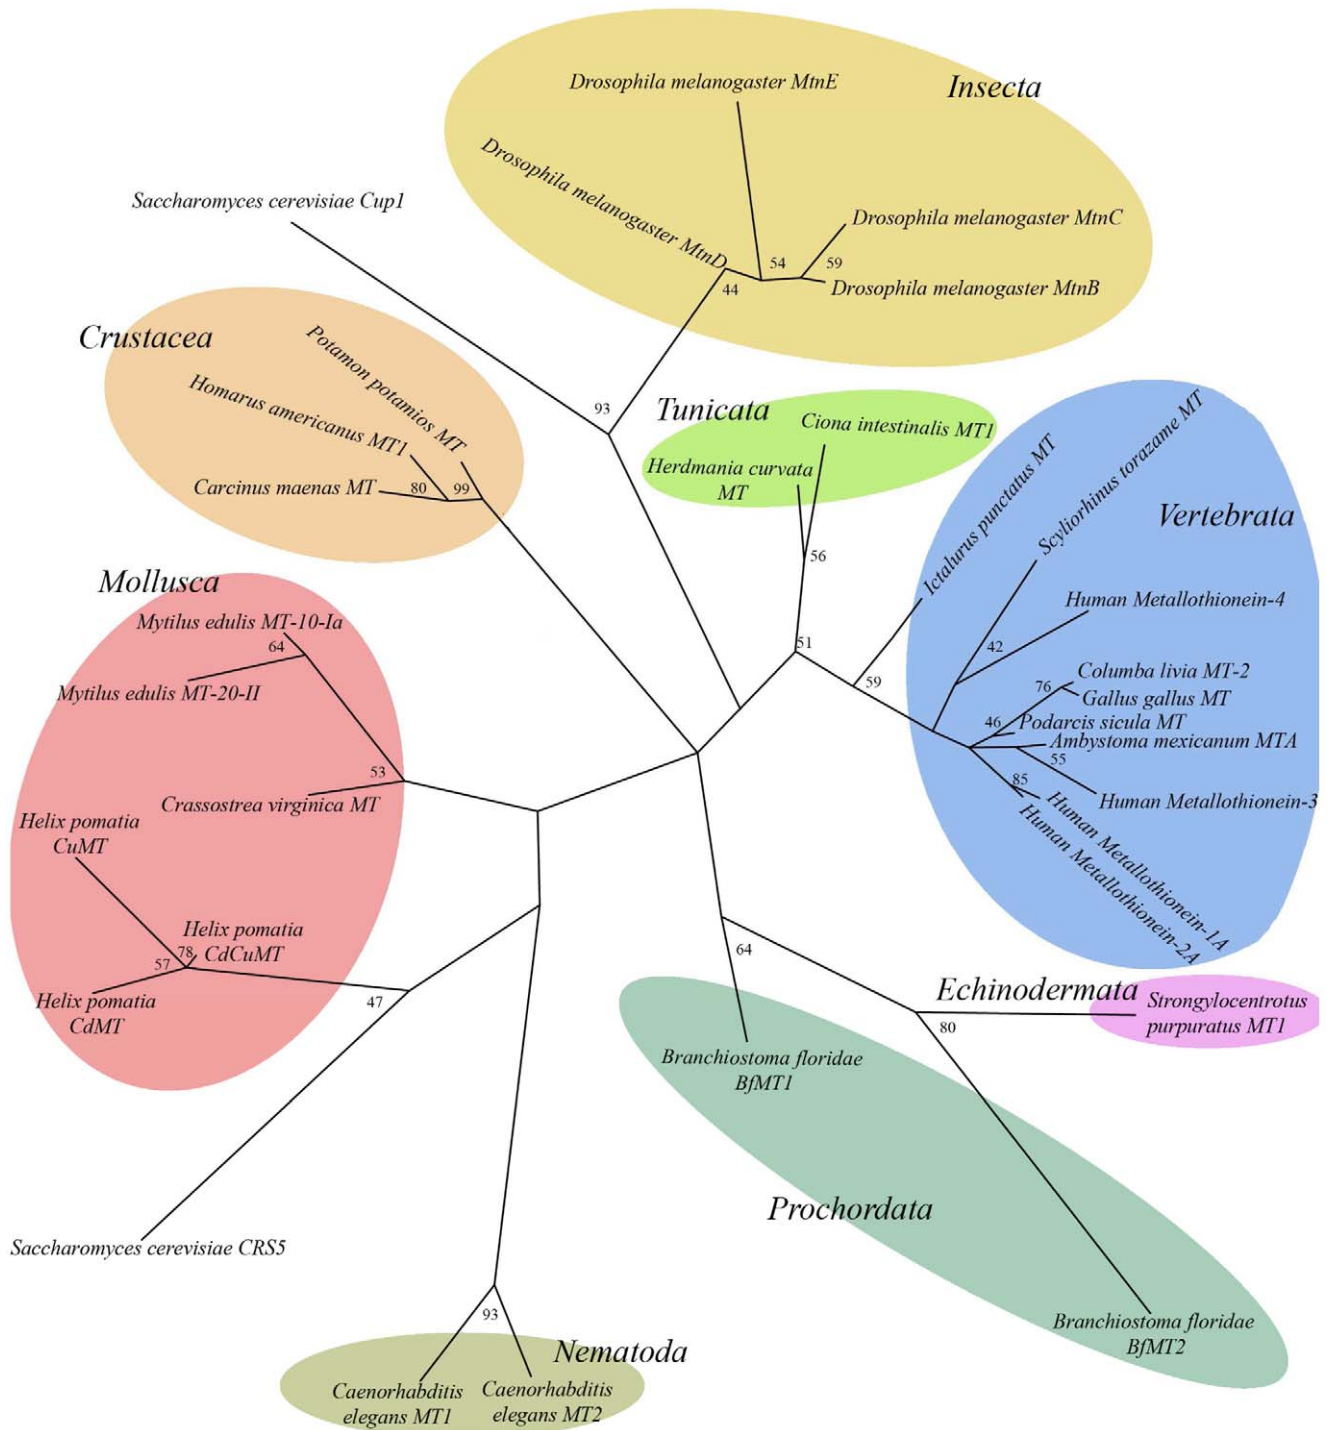 Insecta
Drosophila melanogaster MtnE
Drosophila melanogaster MtnD
Drosophila melanogaster MtnC
Drosophila melanogaster MtnB
54
59
44
Saccharomyces cerevisiae Cup1
93
Crustacea
Potamon potamios MT
Homarus americanus MT1
Carcinus maenas MT
80
99
Tunicata
Ciona intestinalis MT1
Herdmania curvata
MT
56
51
59
Vertebrata
Ictalurus punctatus MT
Scyliorhinus torazame MT
Human Metallothionein-4
42
Columba livia MT-2
76
Gallus gallus MT
46
Podarcis sicula MT
Ambystoma mexicanum MTA
55
85
Human Metallothionein-3
Human Metallothionein-1A
Human Metallothionein-2A
Mollusca
Mytilus edulis MT-10-Ia
64
Mytilus edulis MT-20-II
53
Crassostrea virginica MT
Helix pomatia
CuMT
Helix pomatia
CdCuMT
78
57
Helix pomatia
CdMT
47
Saccharomyces cerevisiae CRS5
64
Echinodermata
Strongylocentrotus
purpuratus MT1
80
Branchiostoma floridae
BfMT1
Prochordata
Branchiostoma floridae
BfMT2
93
Nematoda
Caenorhabditis
elegans MT1
Caenorhabditis
elegans MT2